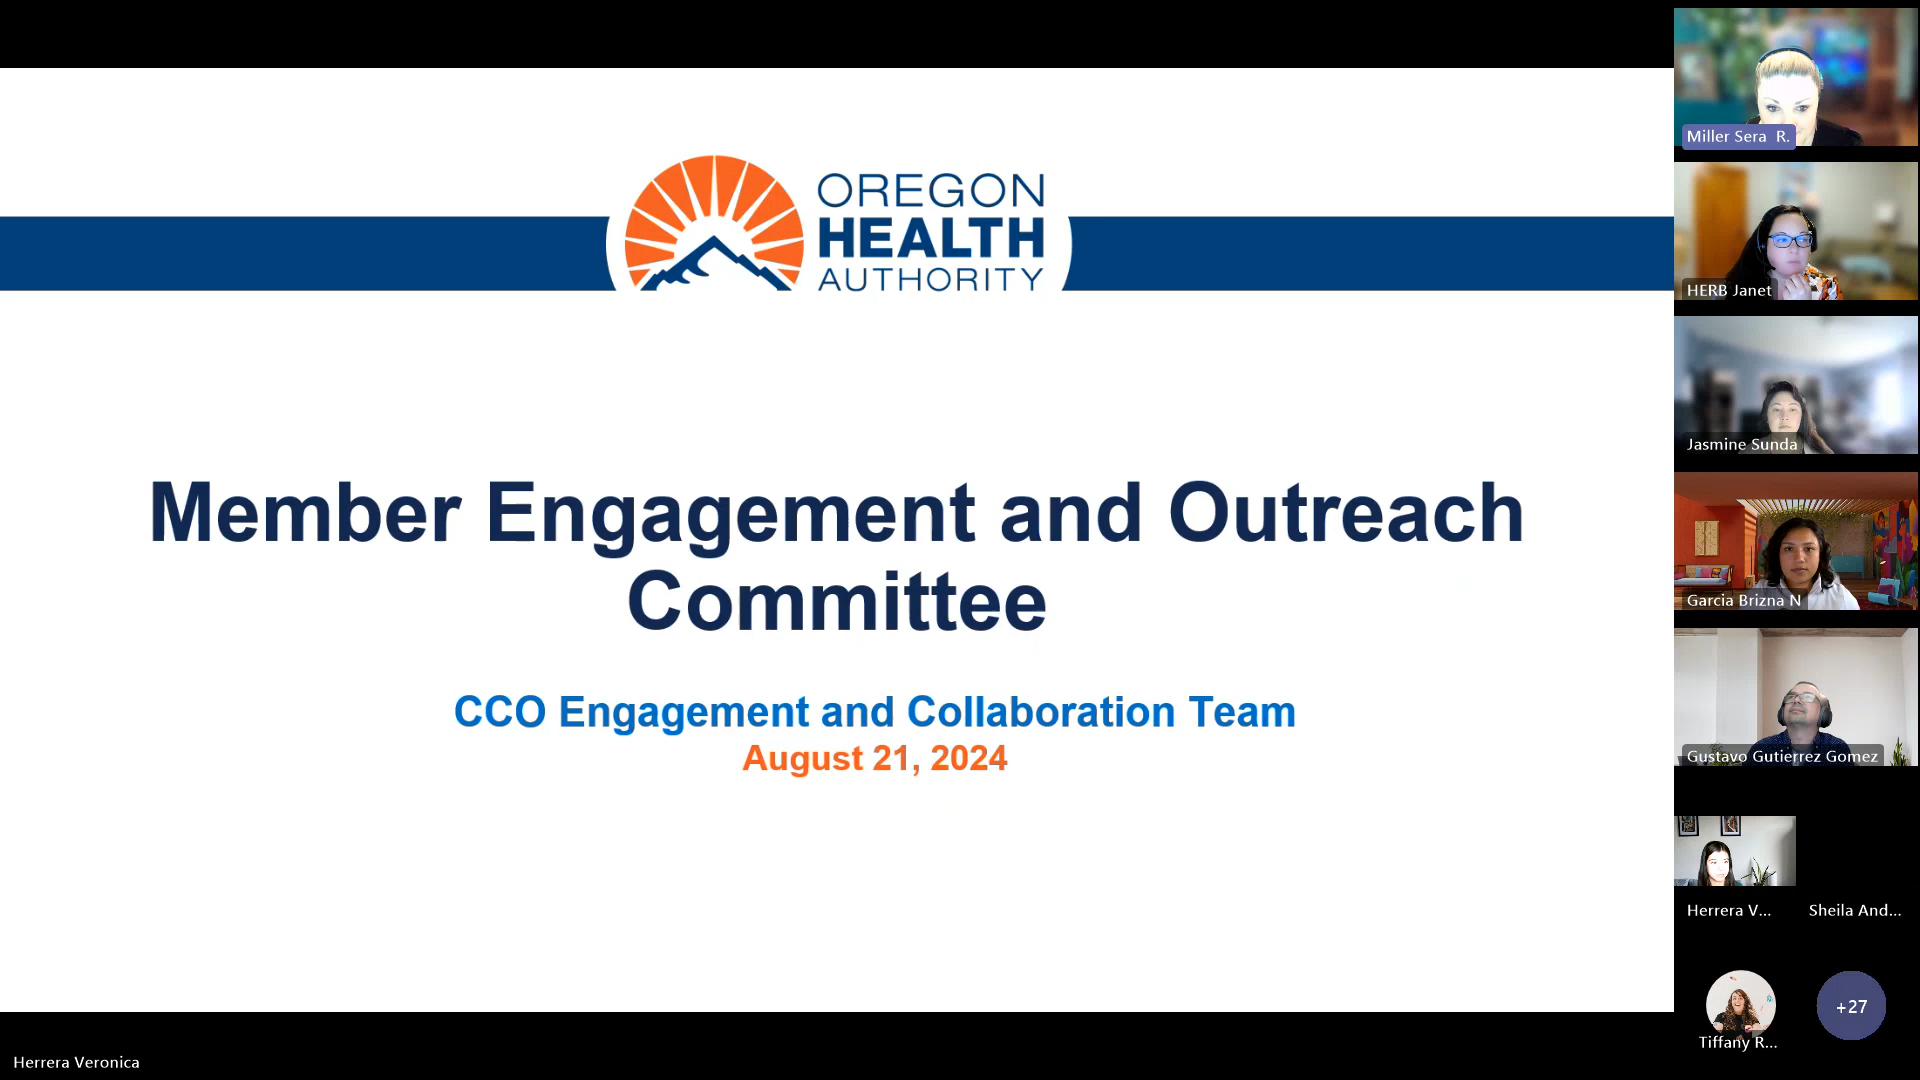 OREGON
HEALTH
AUTHORITY
Member Engagement and Outreach
Committee
CCO Engagement and Collaboration Team
August 21, 2024
Miller Sera R.
HERB Janet
Jasmine Sunda
Garcia Brizna N
Gustavo Gutierrez Gomez
Herrera V...
Sheila And...
Tiffany R...
+27
Herrera Veronica